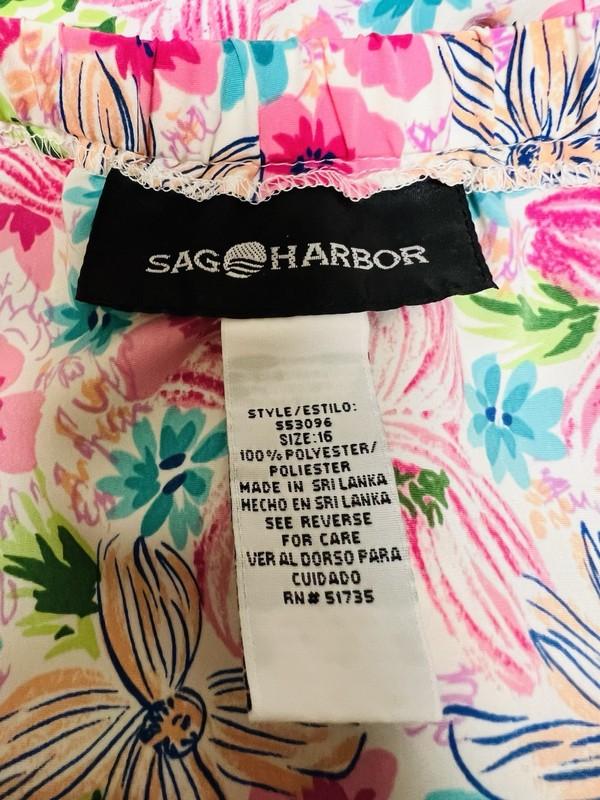 SAG HARBOR
STYLE/ESTILO:
S53096
SIZE:16
100% POLYESTER/
POLIESTER
MADE IN SRI LANKA
HECHO EN SRI LANKA
SEE REVERSE
FOR CARE
VER AL DORSO PARA
CUIDADO
RN# 51735